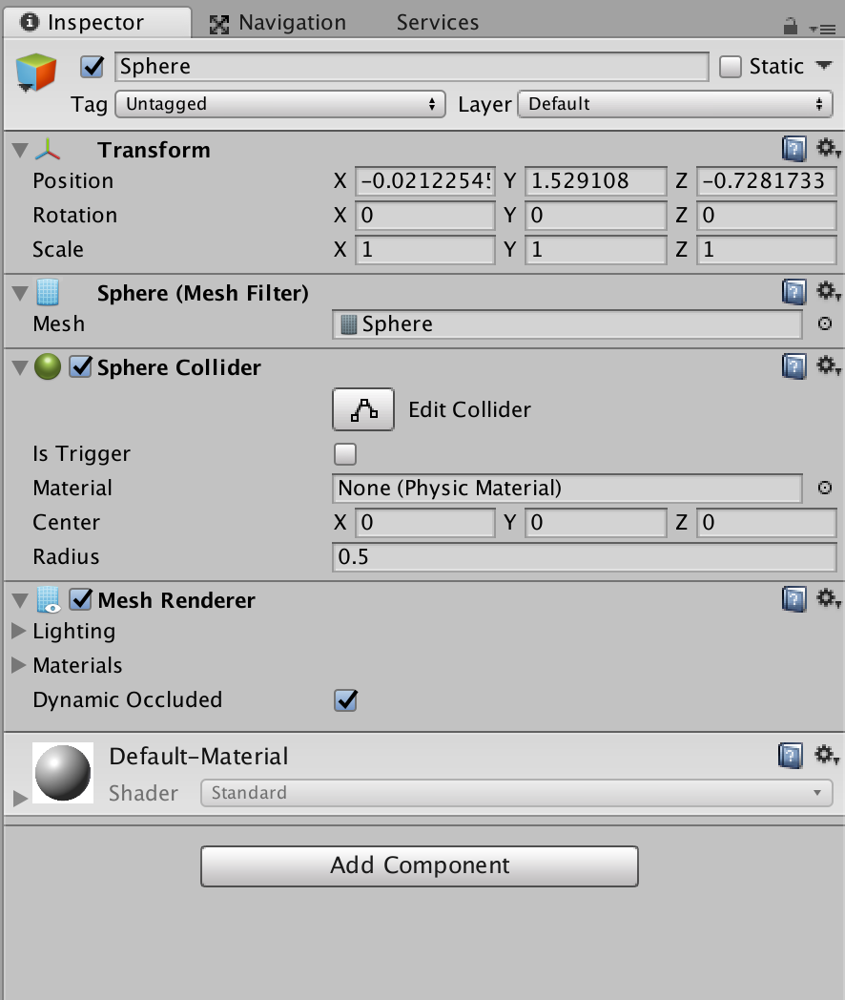 Inspector Navigation Services
Sphere Static
Tag Untagged Layer Default
Transform
Position X -0.02122545 Y 1.529108 Z -0.7281733
Rotation X 0 Y 0 Z 0
Scale X 1 Y 1 Z 1
Sphere (Mesh Filter)
Mesh Sphere
Sphere Collider
Edit Collider
Is Trigger
Material None (Physic Material)
Center X 0 Y 0 Z 0
Radius 0.5
Mesh Renderer
Lighting
Materials
Dynamic Occluded
Default-Material
Shader Standard
Add Component